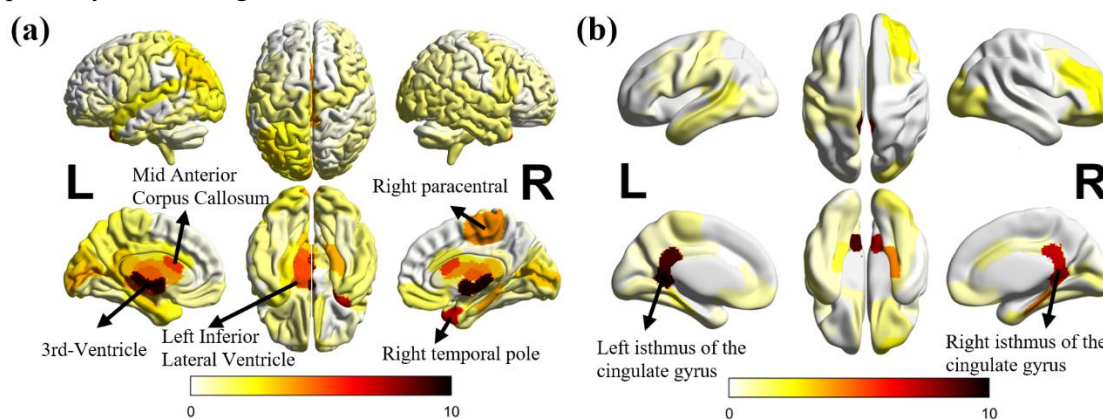 (a)
(b)
L
Mid Anterior
Corpus Callosum
Right paracentral
R
L
R
3rd-Ventricle
Left Inferior
Lateral Ventricle
Right temporal pole
Left isthmus of the
cingulate gyrus
Right isthmus of the
cingulate gyrus
0
10
0
10